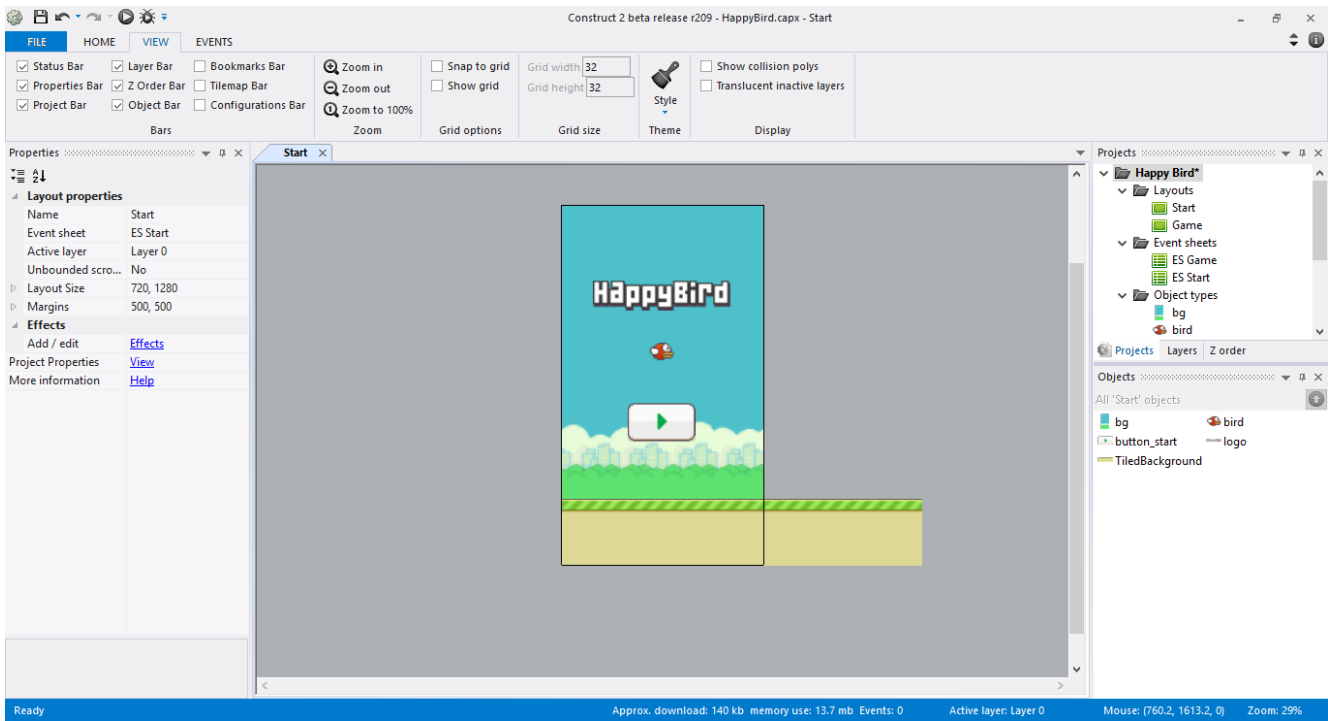 Construct 2 beta release r209 - HappyBird.capx - Start
FILE HOME VIEW EVENTS
Status Bar Layer Bar Bookmarks Bar
Properties Bar Z Order Bar Tilemap Bar
Project Bar Object Bar Configurations Bar
Bars
Zoom in
Zoom out
Zoom to 100%
Zoom
Snap to grid
Show grid
Grid options
Grid width 32
Grid height 32
Grid size
Style
Theme
Show collision polys
Translucent inactive layers
Display
Properties
Layout properties
Name Start
Event sheet ES Start
Active layer Layer 0
Unbounded scro... No
Layout Size 720, 1280
Margins 500, 500
Effects
Add / edit Effects
Project Properties View
More information Help
Start
HappyBird
Projects
Happy Bird*
Layouts
Start
Game
Event sheets
ES Game
ES Start
Object types
bg
bird
Projects Layers Z order
Objects
All 'Start' objects
bg bird
button_start logo
TiledBackground
Ready Approx. download: 140 kb memory use: 13.7 mb Events: 0 Active layer: Layer 0 Mouse: (760.2, 1613.2, 0) Zoom: 29%